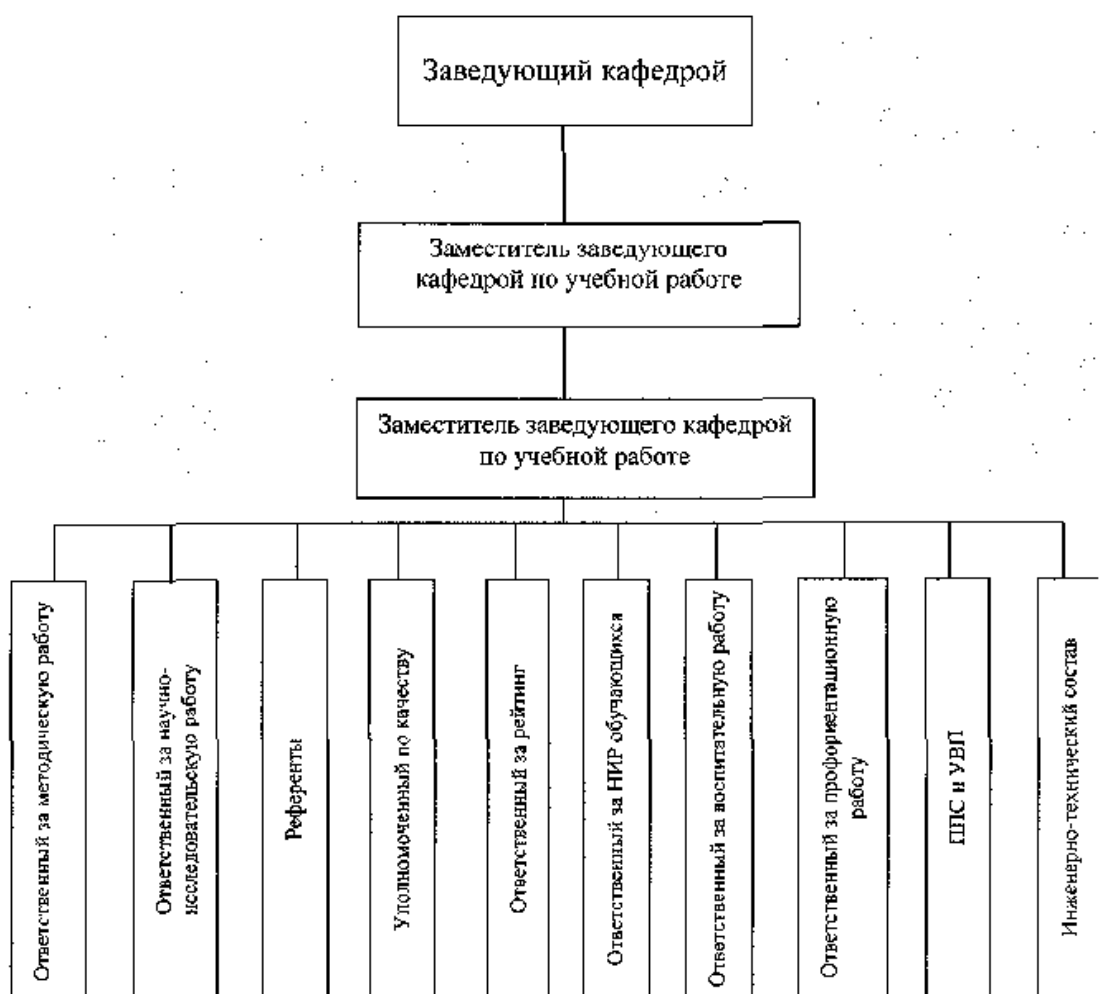 Заведующий кафедрой
Заместитель заведующего
кафедрой по учебной работе
Заместитель заведующего кафедрой
по учебной работе
Ответственный за методическую работу
Ответственный за научно-
исследовательскую работу
Референты
Уполномоченный по качеству
Ответственный за рейтинг
Ответственный за НИР обучающихся
Ответственный за воспитательную работу
Ответственный за профориентационную
работу
ППС и УВП
Инженерно-технический состав